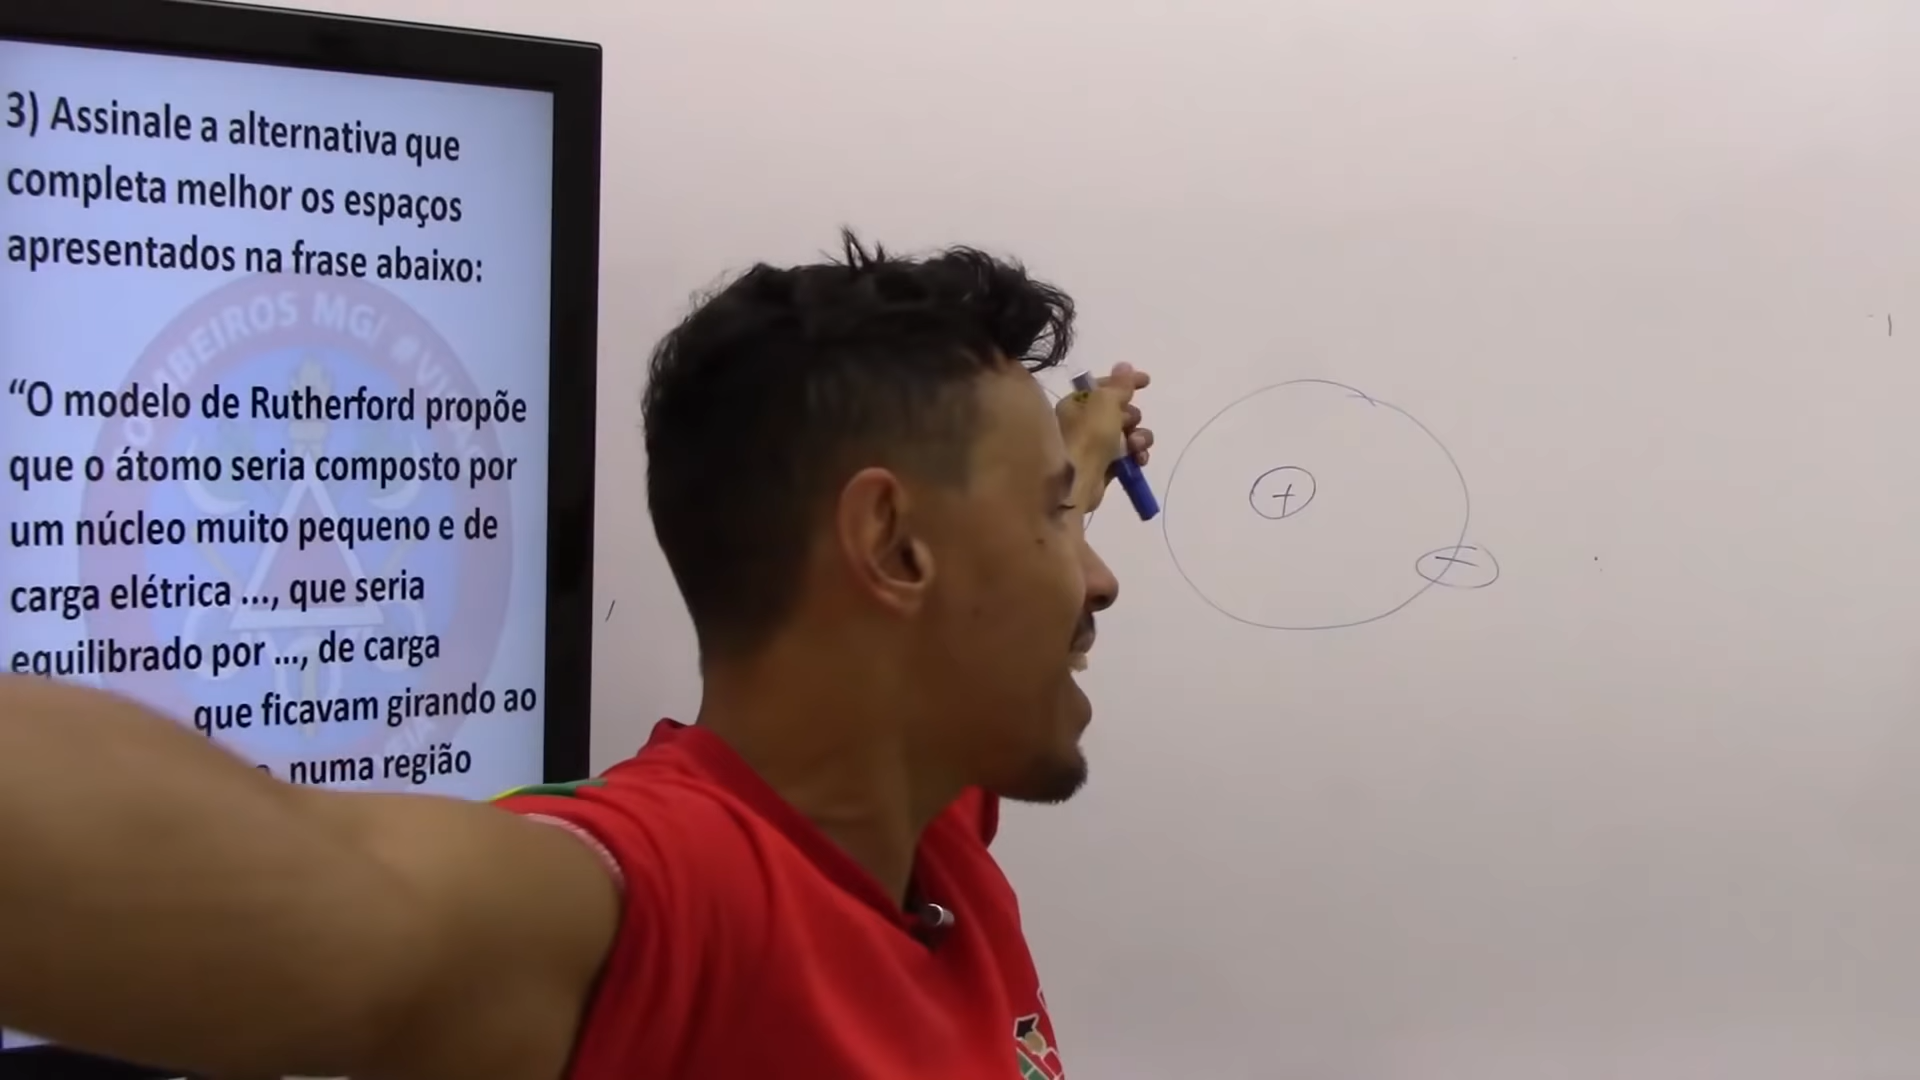 3) Assinale a alternativa que
completa melhor os espaços
apresentados na frase abaixo:
“O modelo de Rutherford propõe
que o átomo seria composto por
um núcleo muito pequeno e de
carga elétrica ..., que seria
equilibrado por ..., de carga
que ficavam girando ao
numa região
BOMBEIROS MG
+
-